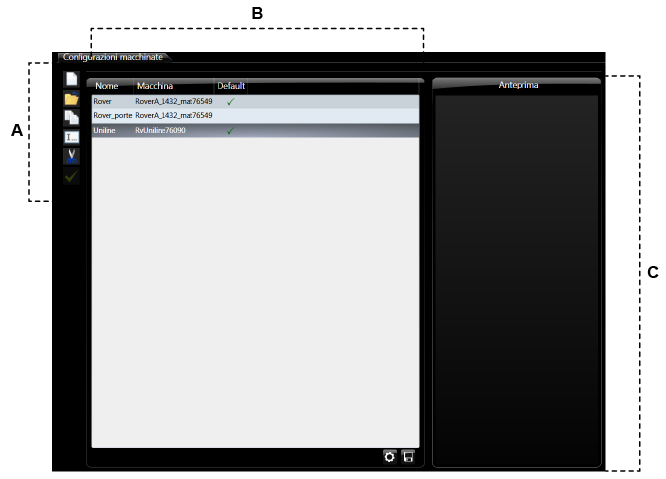 B
Configurazioni macchinate
Nome Macchina Default
Anteprima
Rover RoverA_1432_mat76549
Rover_porte RoverA_1432_mat76549
Uniline RvUniline76090
A
I...
C